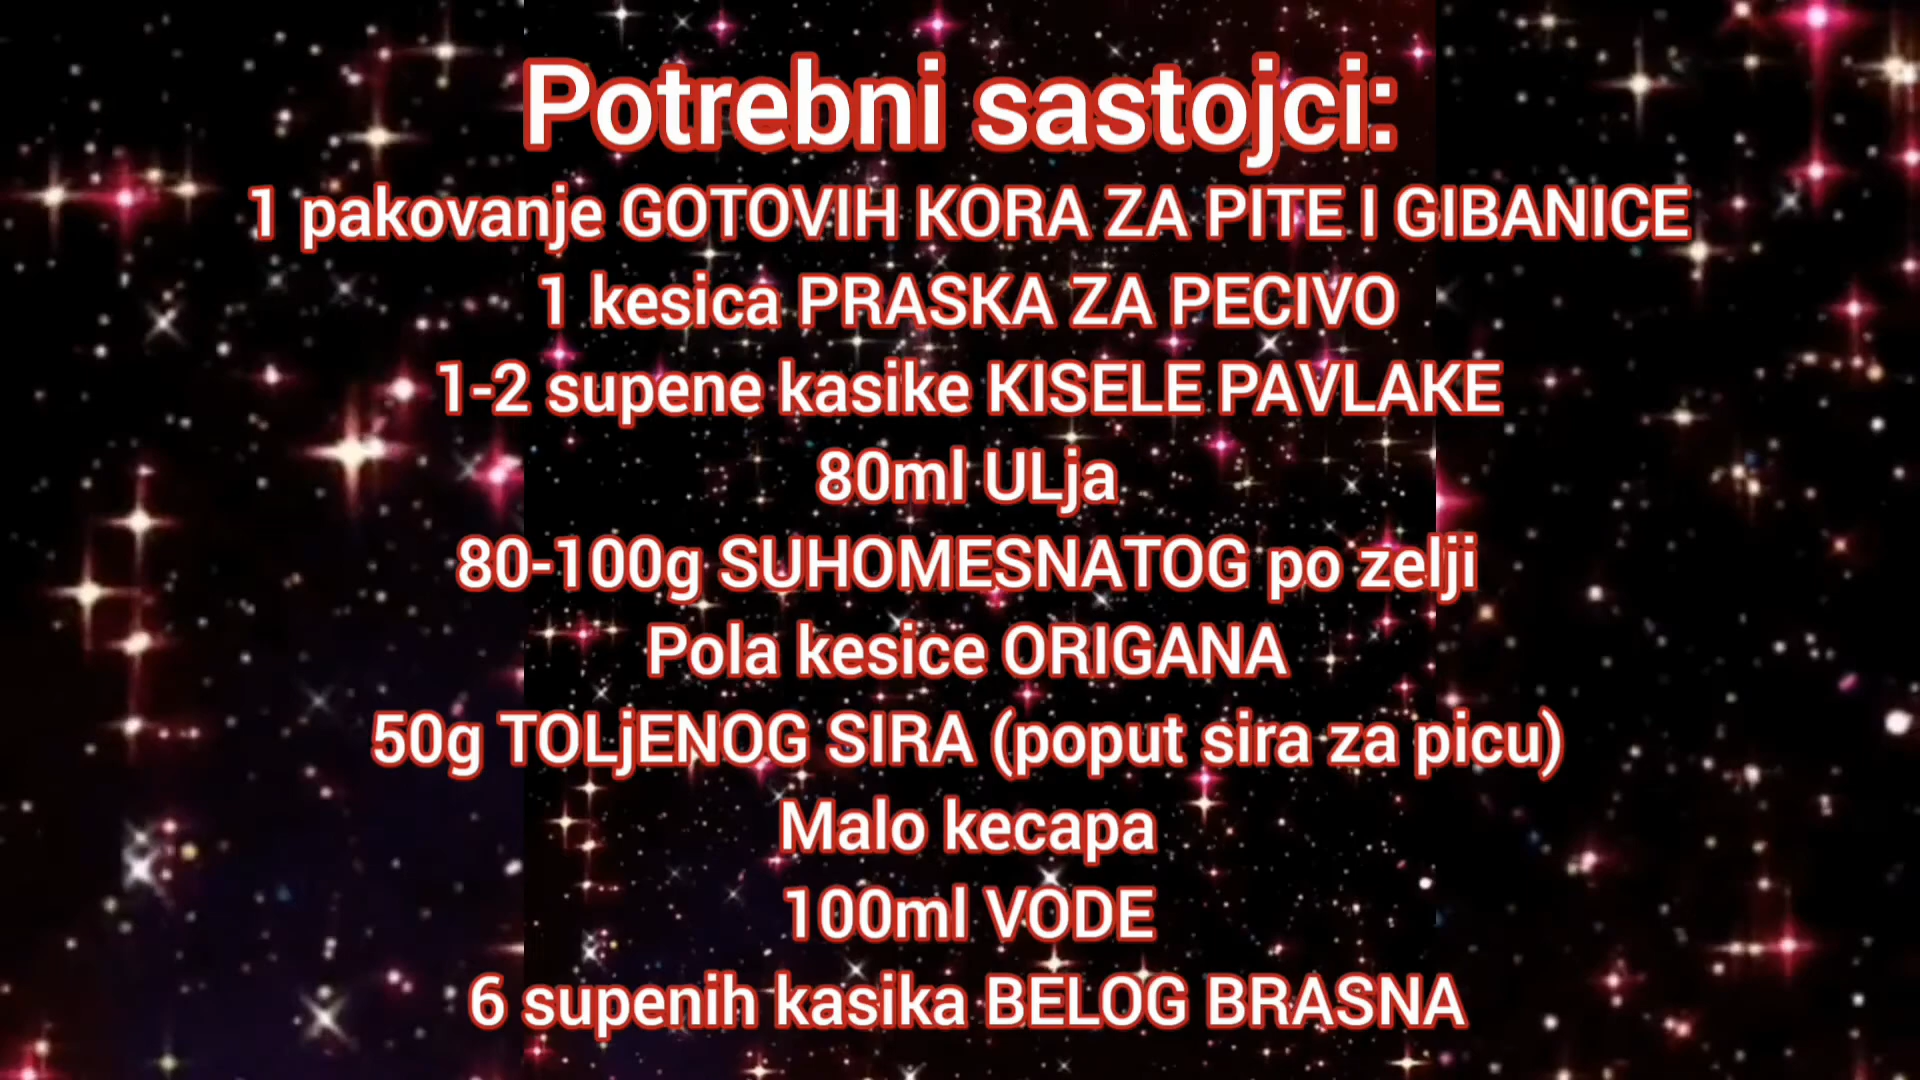 Potrebni sastojci:
1 pakovanje GOTOVIH KORA ZA PITE I GIBANICE
1 kesica PRASKA ZA PECIVO
1-2 supene kasike KISELE PAVLAKE
80ml ULja
80-100g SUHOMESNATOG po zelji
Pola kesice ORIGANA
50g TOLjENOG SIRA (poput sira za picu)
Malo kecapa
100ml VODE
6 supenih kasika BELOG BRASNA